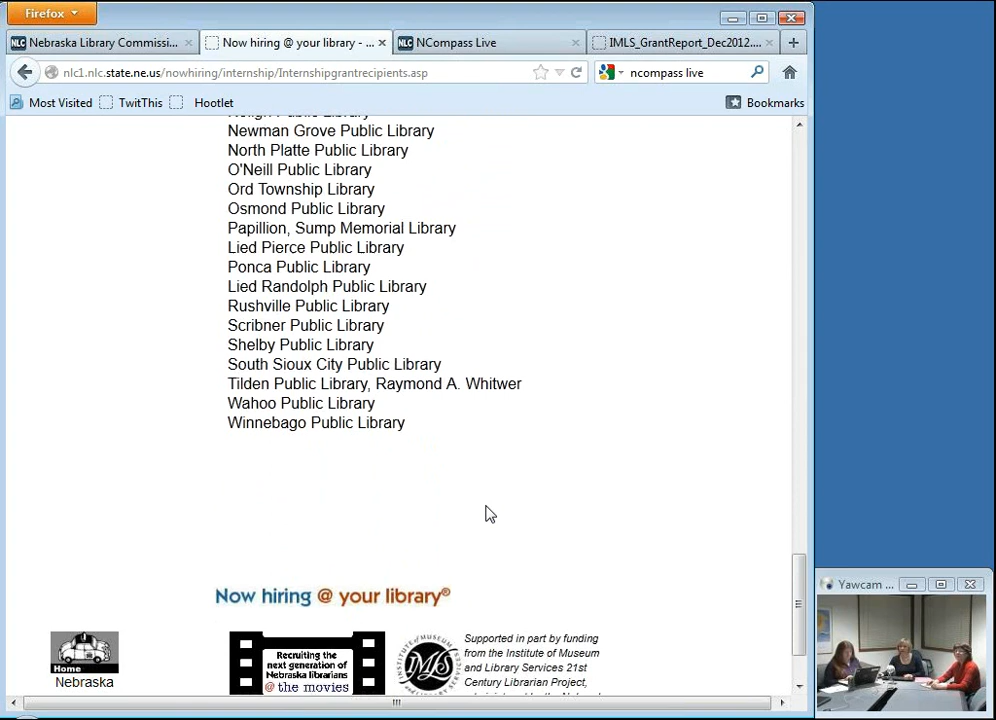 Firefox
Nebraska Library Commissi...
Now hiring @ your library - ...
NCompass Live
IMLS_GrantReport_Dec2012....
nlc1.nlc.state.ne.us/nowhiring/internship/Internshipgrantrecipients.asp
ncompass live
Most Visited
TwitThis
Hootlet
Bookmarks
Newman Grove Public Library
North Platte Public Library
O'Neill Public Library
Ord Township Library
Osmond Public Library
Papillion, Sump Memorial Library
Lied Pierce Public Library
Ponca Public Library
Lied Randolph Public Library
Rushville Public Library
Scribner Public Library
Shelby Public Library
South Sioux City Public Library
Tilden Public Library, Raymond A. Whitwer
Wahoo Public Library
Winnebago Public Library
Now hiring @ your library®
Home
Nebraska
Recruiting the
next generation of
Nebraska librarians
@ the movies
INSTITUTE of MUSEUM
IMLS
Supported in part by funding
from the Institute of Museum
and Library Services 21st
Century Librarian Project,
Yawcam ...